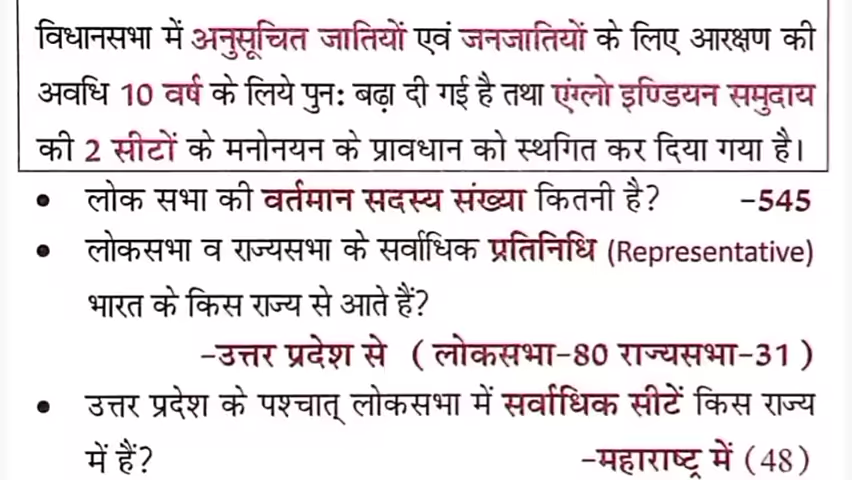 विधानसभा में अनुसूचित जातियों एवं जनजातियों के लिए आरक्षण की
अवधि 10 वर्ष के लिये पुन: बढ़ा दी गई है तथा एंग्लो इण्डियन समुदाय
की 2 सीटों के मनोनयन के प्रावधान को स्थगित कर दिया गया है।
• लोक सभा की वर्तमान सदस्य संख्या कितनी है? -545
• लोकसभा व राज्यसभा के सर्वाधिक प्रतिनिधि (Representative)
भारत के किस राज्य से आते हैं?
-उत्तर प्रदेश से ( लोकसभा-80 राज्यसभा-31 )
• उत्तर प्रदेश के पश्चात् लोकसभा में सर्वाधिक सीटें किस राज्य
में हैं? -महाराष्ट्र में (48)